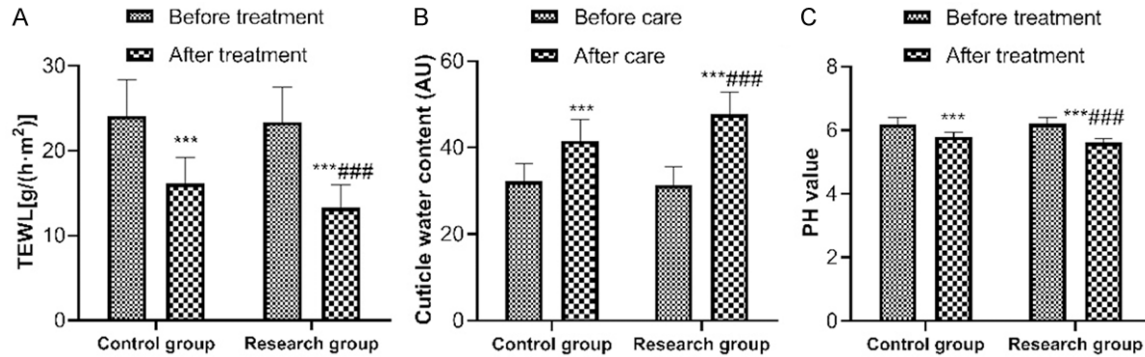 A
Before treatment
After treatment
TEWL[g/(h·m²)]
30
20
10
0
***
***###
Control group
Research group
B
Before care
After care
Cuticle water content (AU)
60
40
20
0
***
***###
Control group
Research group
C
Before treatment
After treatment
PH value
8
6
4
2
0
***
***###
Control group
Research group